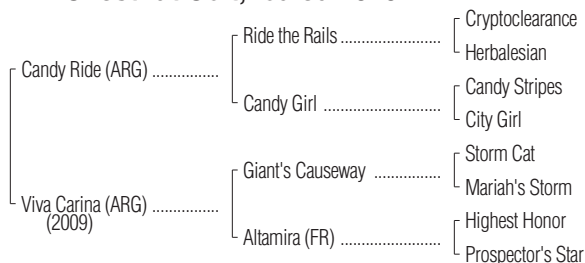 Cryptoclearance
Ride the Rails ....................
Herbalesian
Candy Ride (ARG) ................
Candy Stripes
Candy Girl ............................
City Girl
Storm Cat
Giant's Causeway ...............
Mariah's Storm
Viva Carina (ARG) ...............
(2009)
Highest Honor
Altamira (FR) .......................
Prospector's Star